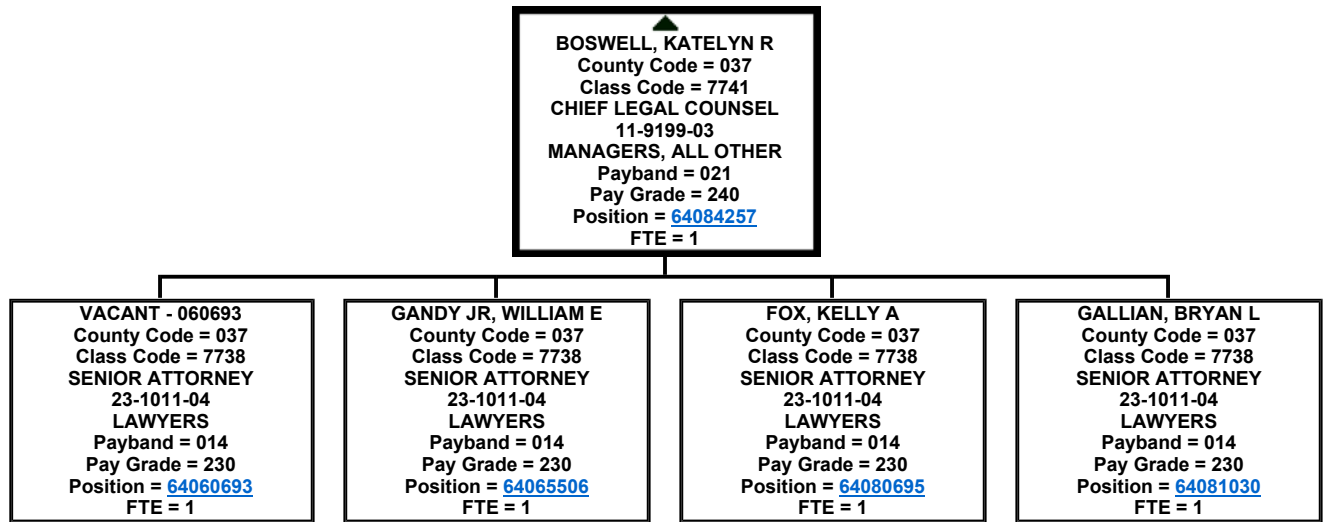 BOSWELL, KATELYN R
County Code = 037
Class Code = 7741
CHIEF LEGAL COUNSEL
11-9199-03
MANAGERS, ALL OTHER
Payband = 021
Pay Grade = 240
Position = 64084257
FTE = 1
VACANT - 060693
County Code = 037
Class Code = 7738
SENIOR ATTORNEY
23-1011-04
LAWYERS
Payband = 014
Pay Grade = 230
Position = 64060693
FTE = 1
GANDY JR, WILLIAM E
County Code = 037
Class Code = 7738
SENIOR ATTORNEY
23-1011-04
LAWYERS
Payband = 014
Pay Grade = 230
Position = 64065506
FTE = 1
FOX, KELLY A
County Code = 037
Class Code = 7738
SENIOR ATTORNEY
23-1011-04
LAWYERS
Payband = 014
Pay Grade = 230
Position = 64080695
FTE = 1
GALLIAN, BRYAN L
County Code = 037
Class Code = 7738
SENIOR ATTORNEY
23-1011-04
LAWYERS
Payband = 014
Pay Grade = 230
Position = 64081030
FTE = 1